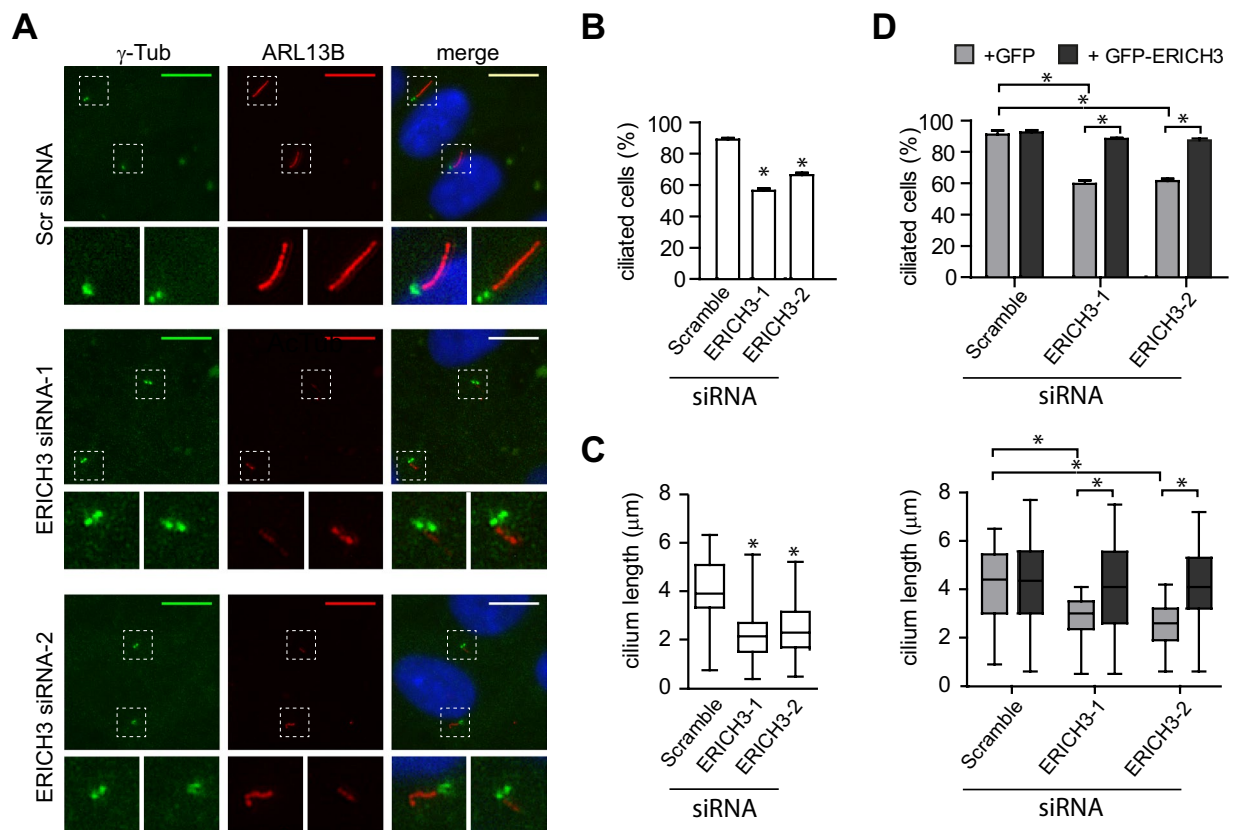 A
γ-Tub ARL13B merge
Scr siRNA
ERICH3 siRNA-1
ERICH3 siRNA-2
B
ciliated cells (%)
100
80
60
40
20
0
* *
Scramble ERICH3-1 ERICH3-2
siRNA
C
cilium length (μm)
8
6
4
2
0
* *
Scramble ERICH3-1 ERICH3-2
siRNA
D
+GFP + GFP-ERICH3
*
*
* *
ciliated cells (%)
100
80
60
40
20
0
Scramble ERICH3-1 ERICH3-2
siRNA
*
*
* *
cilium length (μm)
8
6
4
2
0
Scramble ERICH3-1 ERICH3-2
siRNA